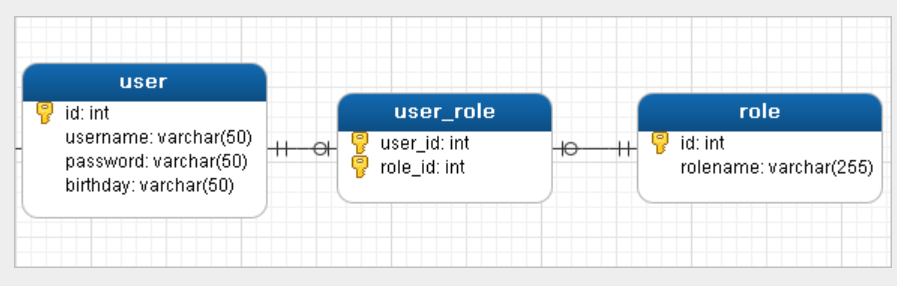 user
id: int
username: varchar(50)
password: varchar(50)
birthday: varchar(50)
user_role
user_id: int
role_id: int
role
id: int
rolename: varchar(255)